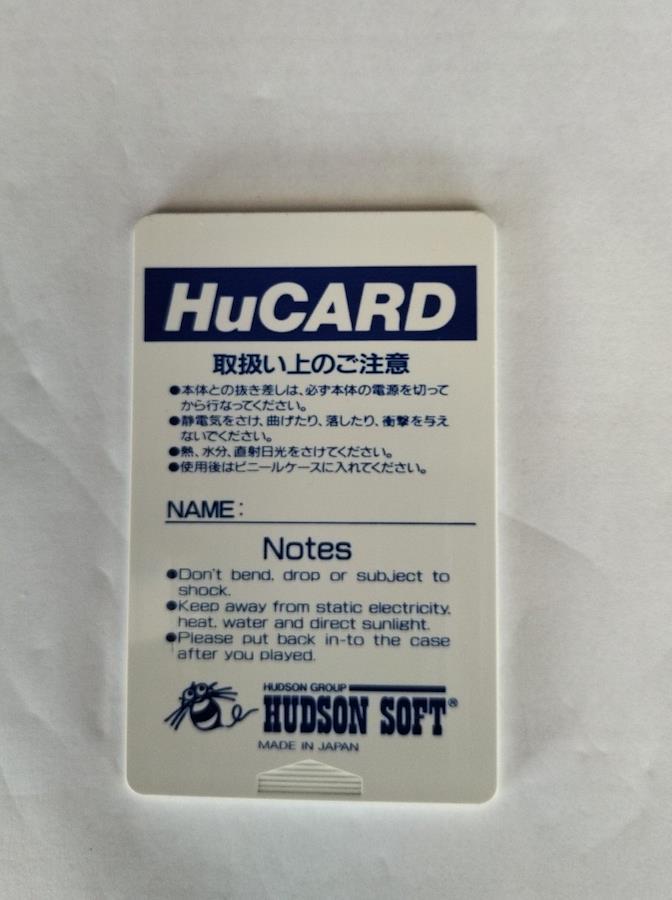 HuCARD
取扱い上のご注意
●本体との抜き差しは、必ず本体の電源を切って
から行なってください。
●静電気をさけ、曲げたり、落したり、衝撃を与え
ないでください。
●熱、水分、直射日光をさけてください。
●使用後はビニールケースに入れてください。
NAME:
Notes
●Don't bend, drop or subject to
shock.
●Keep away from static electricity,
heat, water and direct sunlight.
●Please put back in-to the case
after you played.
HUDSON GROUP
HUDSON SOFT®
MADE IN JAPAN